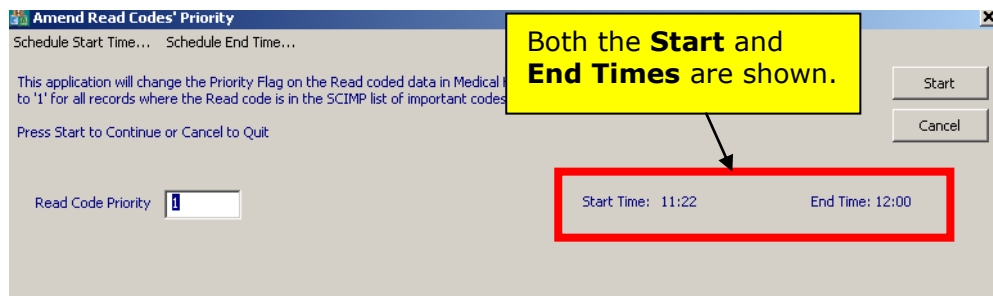 Amend Read Codes' Priority
Schedule Start Time... Schedule End Time...
Both the Start and
End Times are shown.
This application will change the Priority Flag on the Read coded data in Medical
to '1' for all records where the Read code is in the SCIMP list of important codes
Start
Press Start to Continue or Cancel to Quit
Cancel
Read Code Priority 1
Start Time: 11:22 End Time: 12:00